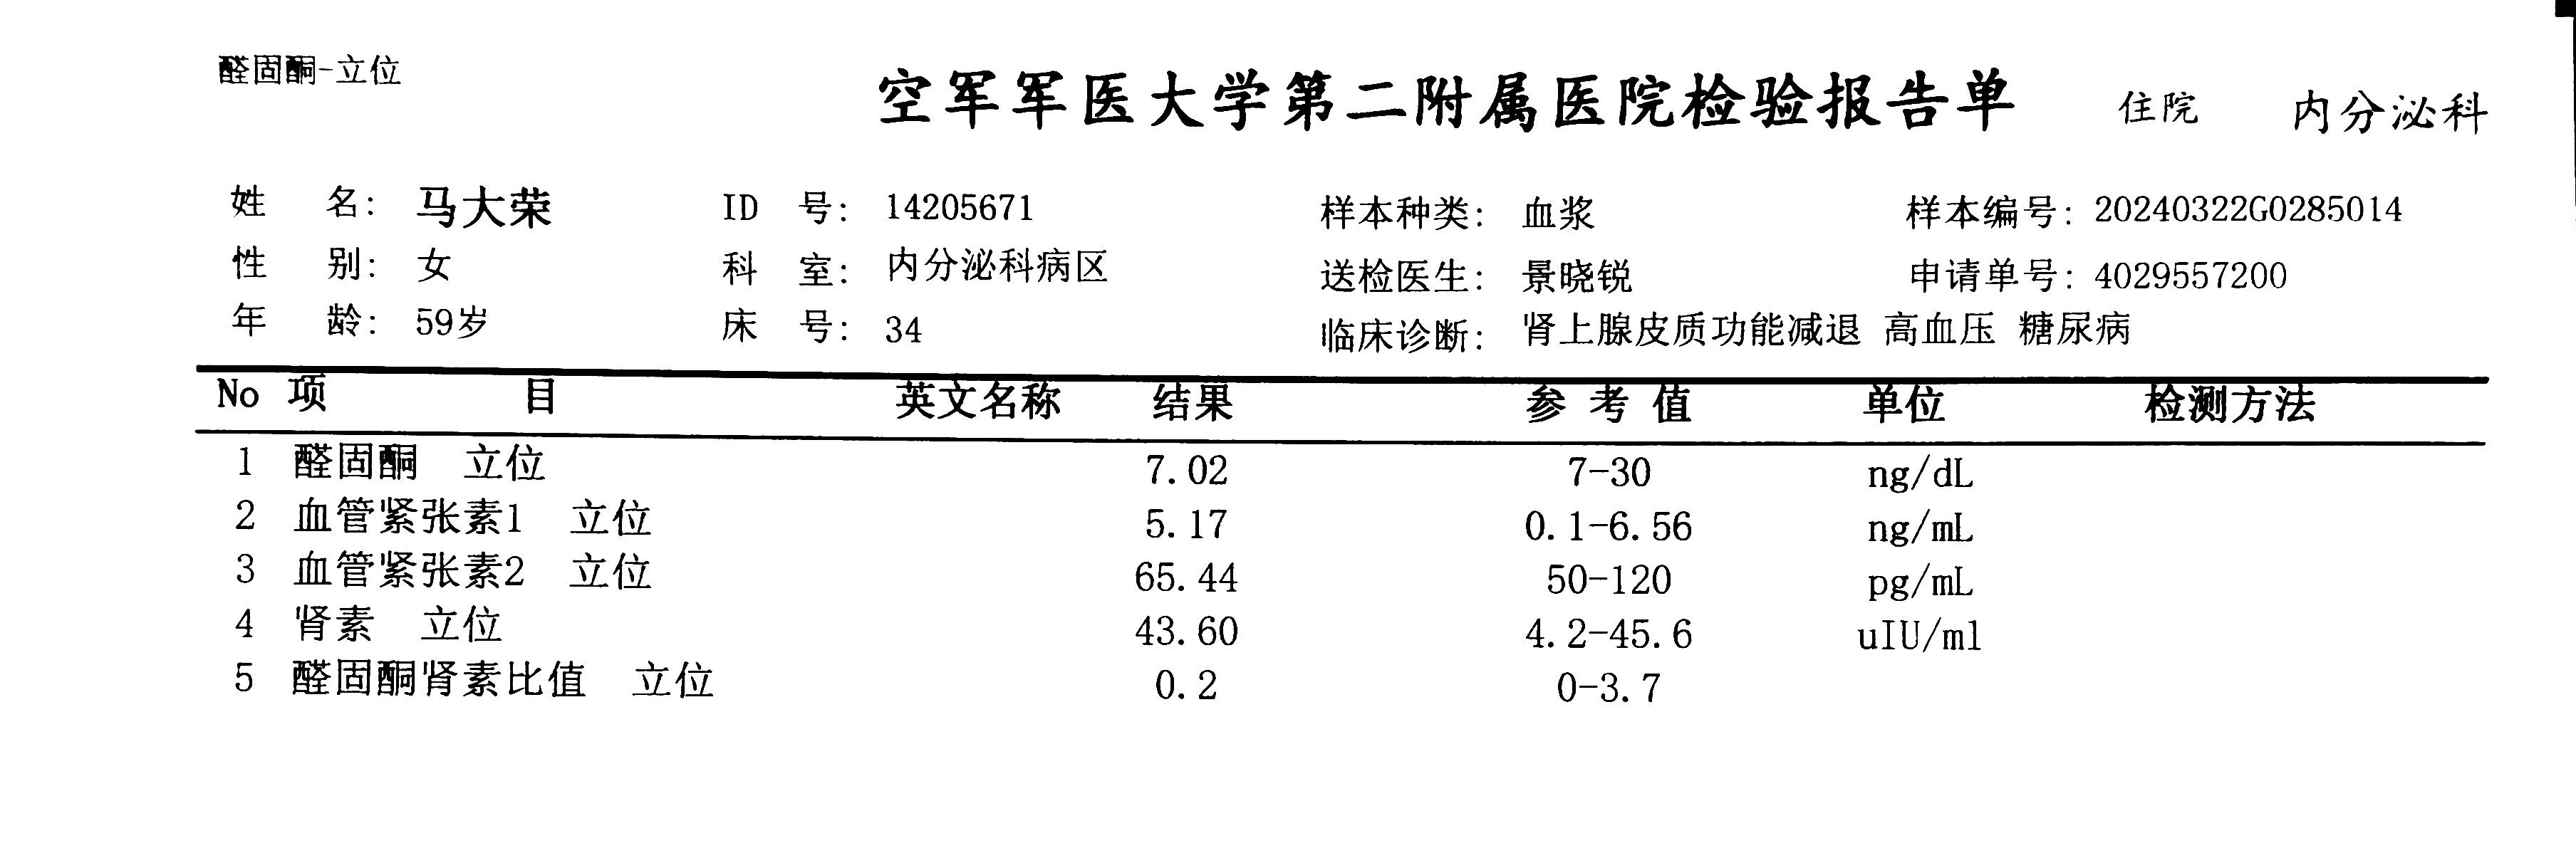 醛固酮-立位
空军军医大学第二附属医院检验报告单 住院 内分泌科
姓 名: 马大荣 ID 号: 14205671 样本种类: 血浆 样本编号: 20240322G0285014
性 别: 女 科 室: 内分泌科病区 送检医生: 景晓锐 申请单号: 4029557200
年 龄: 59岁 床 号: 34 临床诊断: 肾上腺皮质功能减退 高血压 糖尿病
No 项 目 英文名称 结果 参 考 值 单位 检测方法
1 醛固酮 立位 7.02 7-30 ng/dL
2 血管紧张素1 立位 5.17 0.1-6.56 ng/mL
3 血管紧张素2 立位 65.44 50-120 pg/mL
4 肾素 立位 43.60 4.2-45.6 uIU/ml
5 醛固酮肾素比值 立位 0.2 0-3.7